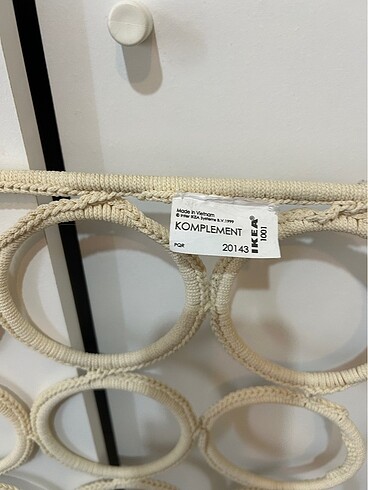 Made in Vietnam
© Inter IKEA Systems B.V. 1999
KOMPLEMENT
PQR
20143
IKEA®
1001